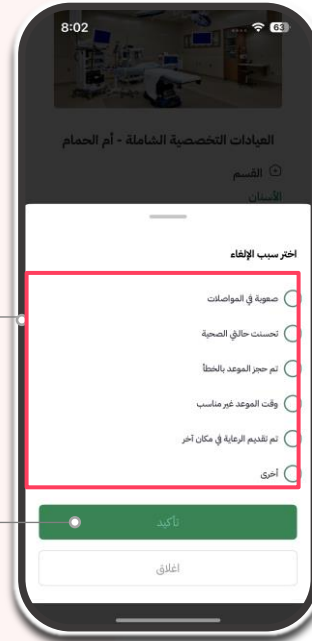 8:02
63
العيادات التخصصية الشاملة - أم الحمام
القسم
الأسنان
اختر سبب الإلغاء
صعوبة في المواصلات
تحسنت حالتي الصحية
تم حجز الموعد بالخطأ
وقت الموعد غير مناسب
تم تقديم الرعاية في مكان آخر
أخرى
تأكيد
اغلاق